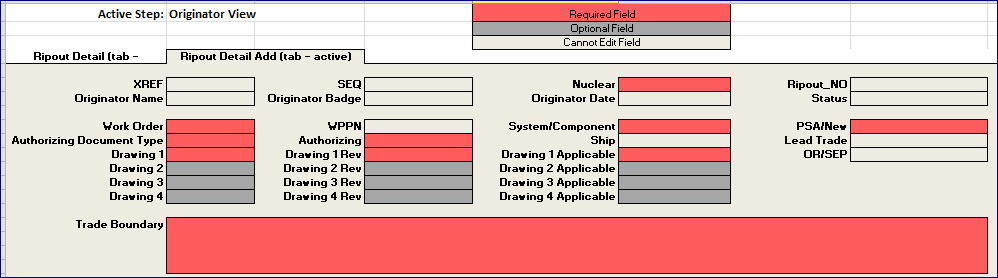 Active Step: Originator View Required Field
Optional Field
Cannot Edit Field
Ripout Detail (tab - Ripout Detail Add (tab - active)
XREF SEQ Nuclear Ripout_NO
Originator Name Originator Badge Originator Date Status
Work Order WPPN System/Component PSA/New
Authorizing Document Type Authorizing Ship Lead Trade
Drawing 1 Drawing 1 Rev Drawing 1 Applicable OR/SEP
Drawing 2 Drawing 2 Rev Drawing 2 Applicable
Drawing 3 Drawing 3 Rev Drawing 3 Applicable
Drawing 4 Drawing 4 Rev Drawing 4 Applicable
Trade Boundary